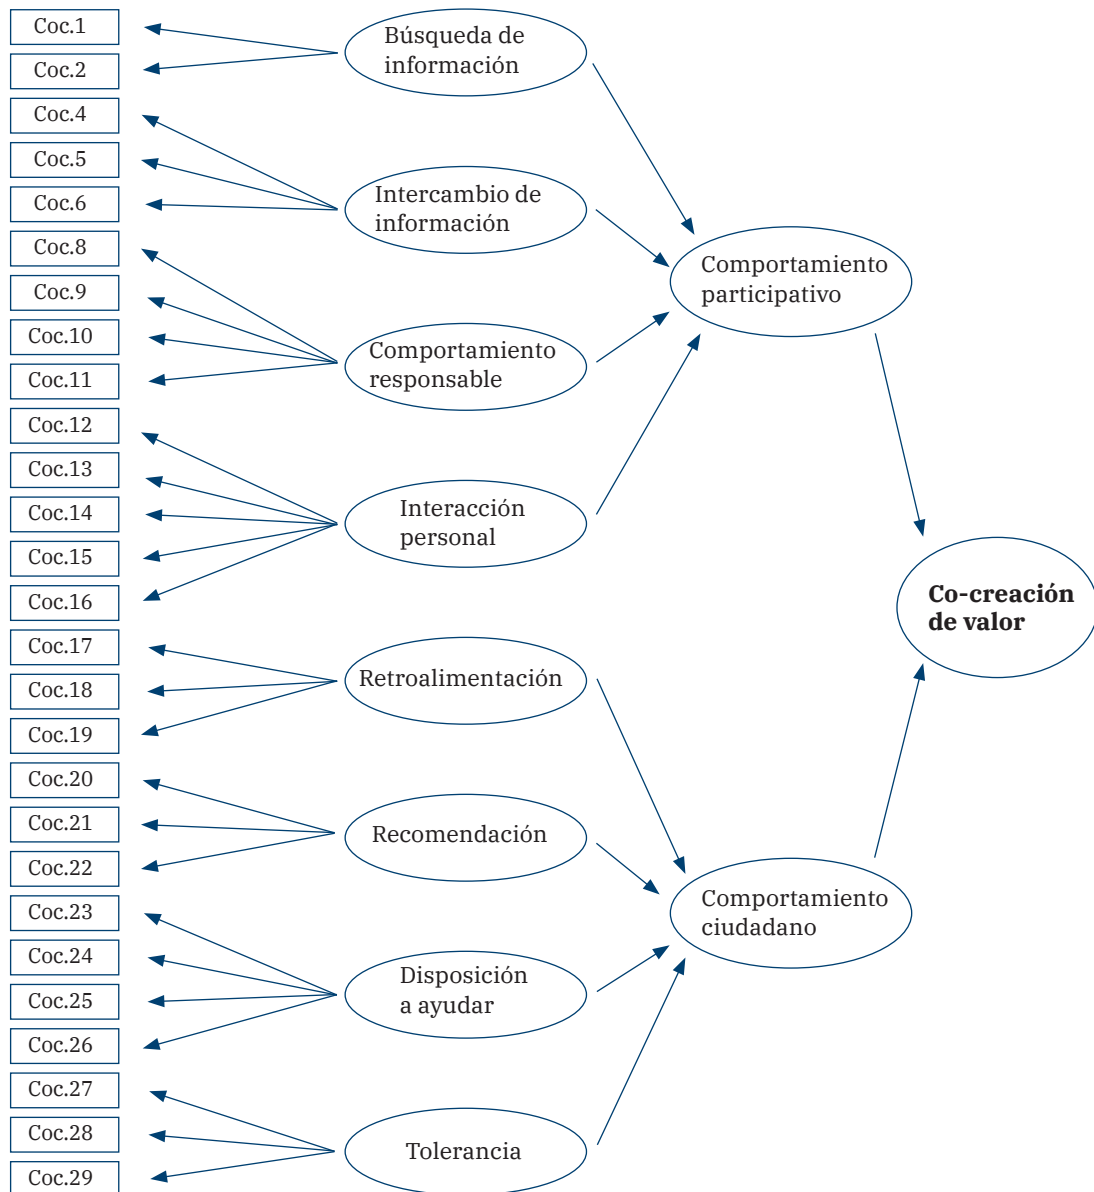 Coc.1
Coc.2
Coc.4
Coc.5
Coc.6
Coc.8
Coc.9
Coc.10
Coc.11
Coc.12
Coc.13
Coc.14
Coc.15
Coc.16
Coc.17
Coc.18
Coc.19
Coc.20
Coc.21
Coc.22
Coc.23
Coc.24
Coc.25
Coc.26
Coc.27
Coc.28
Coc.29
Búsqueda de
información
Intercambio de
información
Comportamiento
responsable
Interacción
personal
Retroalimentación
Recomendación
Disposición
a ayudar
Tolerancia
Comportamiento
participativo
Comportamiento
ciudadano
Co-creación
de valor